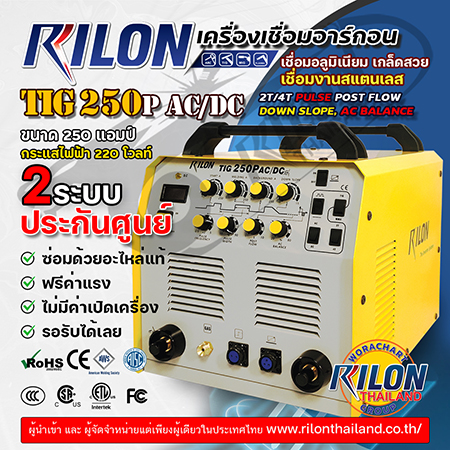 RILON เครื่องเชื่อมอาร์กอน
เชื่อมอลูมิเนียม เกล็ดสวย
เชื่อมงานสแตนเลส
TIG 250P AC/DC
2T/4T PULSE POST FLOW
DOWN SLOPE, AC BALANCE
ขนาด 250 แอมป์
กระแสไฟฟ้า 220 โวลท์
2 ระบบ
ประกันศูนย์
ซ่อมด้วยอะไหล่แท้
ฟรีค่าแรง
ไม่มีค่าเปิดเครื่อง
รอรับได้เลย
RILON
TIG 250PAC/DC
RILON
RoHS CE AWS
American Welding Society
TIC CSA US Intertek FC
WORACHART
RILON
THAILAND
GROUP
ผู้นำเข้า และ ผู้จัดจำหน่ายแต่เพียงผู้เดียวในประเทศไทย www.rilonthailand.co.th/